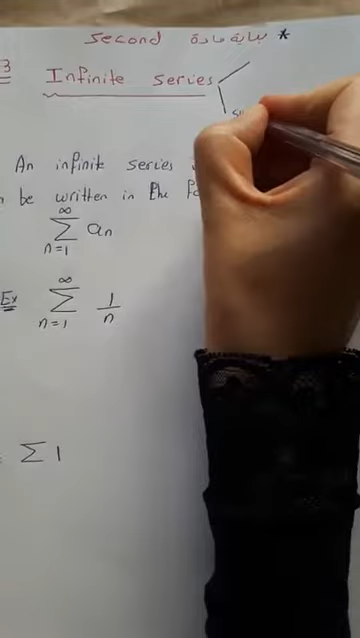 * بداية مادة Second
3 Infinite series
An infinite series
be written in the
∞
∑ an
n=1
Ex ∞
∑ 1/n
n=1
∑ 1